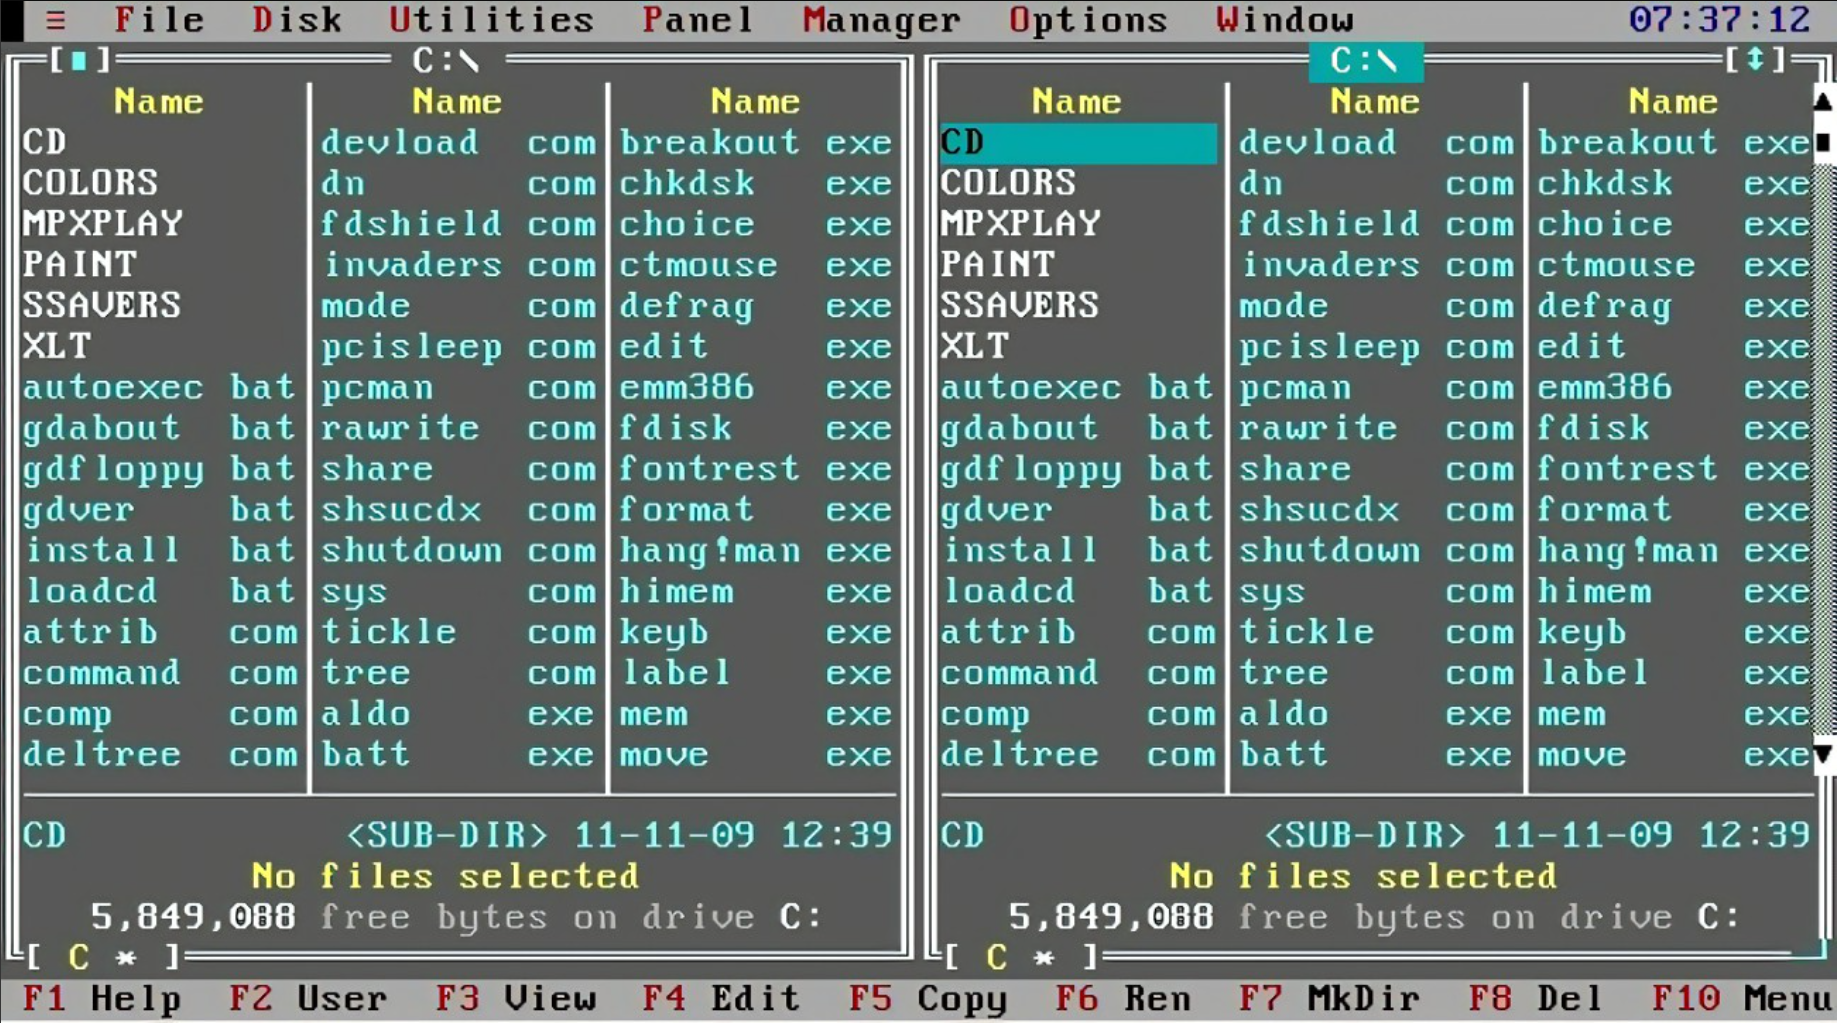 ≡ File Disk Utilities Panel Manager Options Window 07:37:12
[■] C:\ C:\ [↕]
Name Name Name Name Name Name
CD devload com breakout exe CD devload com breakout exe
COLORS dn com chkdsk exe COLORS dn com chkdsk exe
MPXPLAY fdshield com choice exe MPXPLAY fdshield com choice exe
PAINT invaders com ctmouse exe PAINT invaders com ctmouse exe
SSAVERS mode com defrag exe SSAVERS mode com defrag exe
XLT pcisleep com edit exe XLT pcisleep com edit exe
autoexec bat pcman com emm386 exe autoexec bat pcman com emm386 exe
gdabout bat rawrite com fdisk exe gdabout bat rawrite com fdisk exe
gdfloppy bat share com fontrest exe gdfloppy bat share com fontrest exe
gdver bat shsucdx com format exe gdver bat shsucdx com format exe
install bat shutdown com hang!man exe install bat shutdown com hang!man exe
loadcd bat sys com himem exe loadcd bat sys com himem exe
attrib com tickle com keyb exe attrib com tickle com keyb exe
command com tree com label exe command com tree com label exe
comp com aldo exe mem exe comp com aldo exe mem exe
deltree com batt exe move exe deltree com batt exe move exe
CD <SUB-DIR> 11-11-09 12:39 CD <SUB-DIR> 11-11-09 12:39
No files selected No files selected
5,849,088 free bytes on drive C: 5,849,088 free bytes on drive C:
[ C * ] [ C * ]
F1 Help F2 User F3 View F4 Edit F5 Copy F6 Ren F7 MkDir F8 Del F10 Menu